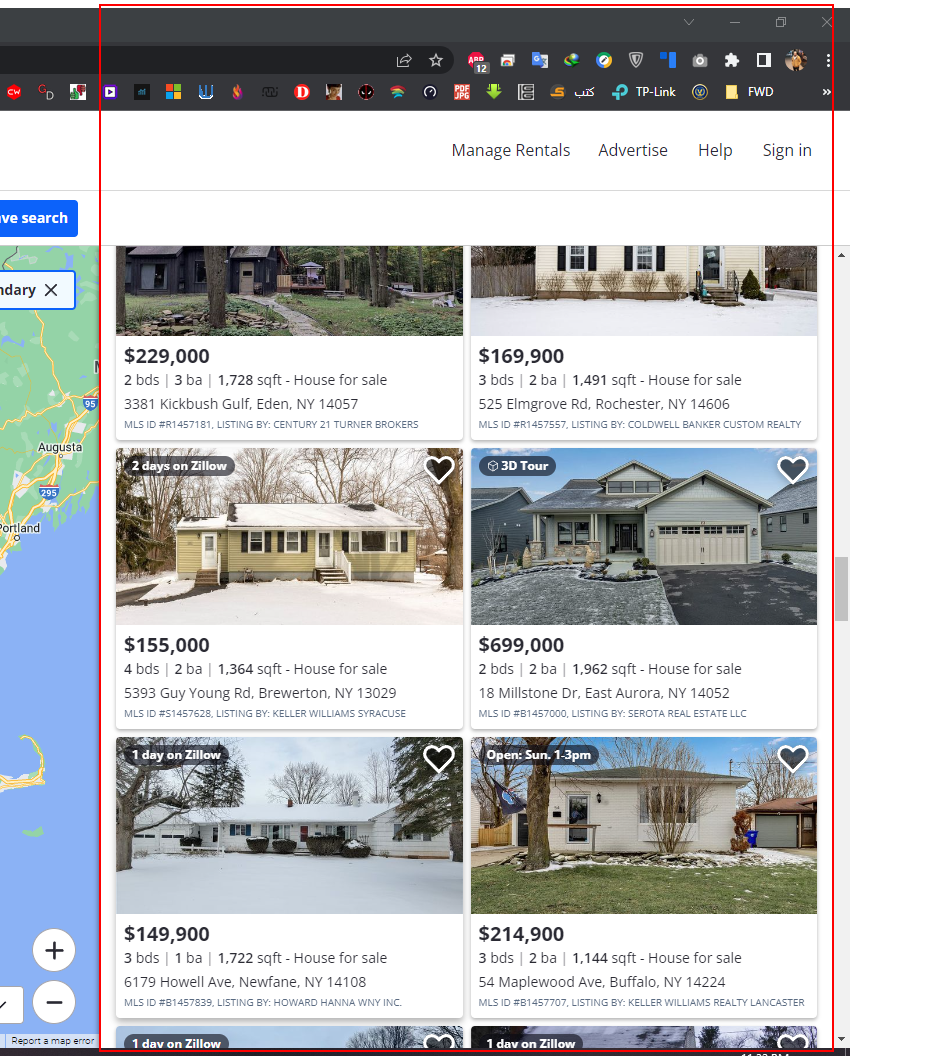 12
CW
GD
PDF
JPG
كتب
TP-Link
FWD
»
Manage Rentals
Advertise
Help
Sign in
ve search
ndary
95
Augusta
295
Portland
$229,000
2 bds | 3 ba | 1,728 sqft - House for sale
3381 Kickbush Gulf, Eden, NY 14057
MLS ID #R1457181, LISTING BY: CENTURY 21 TURNER BROKERS
$169,900
3 bds | 2 ba | 1,491 sqft - House for sale
525 Elmgrove Rd, Rochester, NY 14606
MLS ID #R1457557, LISTING BY: COLDWELL BANKER CUSTOM REALTY
2 days on Zillow
$155,000
4 bds | 2 ba | 1,364 sqft - House for sale
5393 Guy Young Rd, Brewerton, NY 13029
MLS ID #S1457628, LISTING BY: KELLER WILLIAMS SYRACUSE
3D Tour
$699,000
2 bds | 2 ba | 1,962 sqft - House for sale
18 Millstone Dr, East Aurora, NY 14052
MLS ID #B1457000, LISTING BY: SEROTA REAL ESTATE LLC
1 day on Zillow
$149,900
3 bds | 1 ba | 1,722 sqft - House for sale
6179 Howell Ave, Newfane, NY 14108
MLS ID #B1457839, LISTING BY: HOWARD HANNA WNY INC.
Open: Sun. 1-3pm
$214,900
3 bds | 2 ba | 1,144 sqft - House for sale
54 Maplewood Ave, Buffalo, NY 14224
MLS ID #B1457707, LISTING BY: KELLER WILLIAMS REALTY LANCASTER
1 day on Zillow
1 day on Zillow
Report a map error